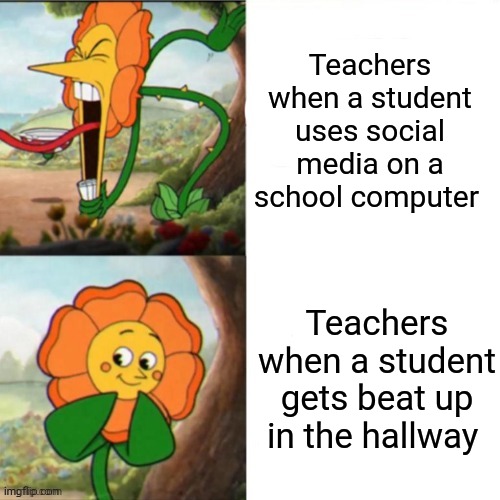 Teachers
when a student
uses social
media on a
school computer
Teachers
when a student
gets beat up
in the hallway
imgflip.com